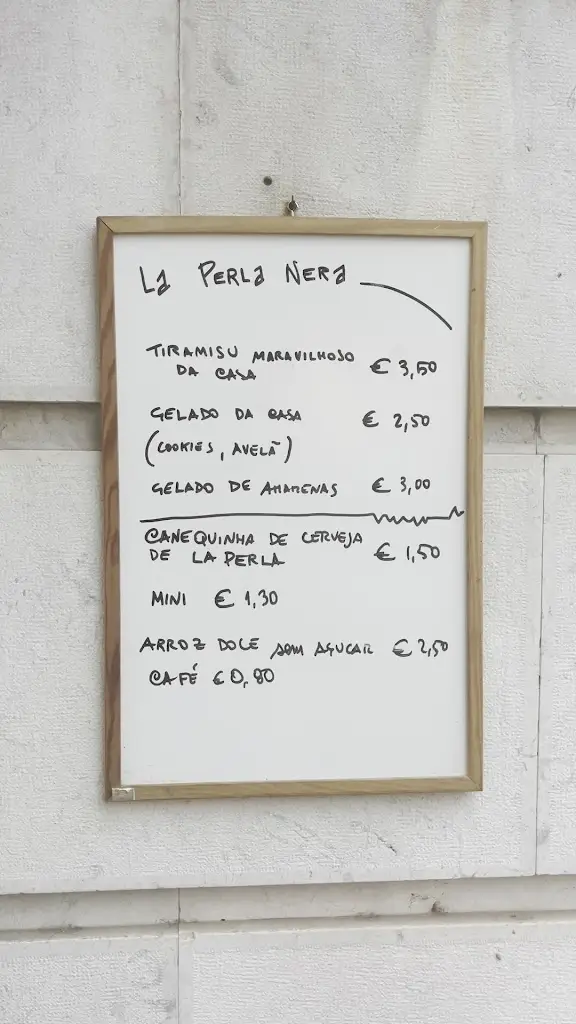 La PERLa NERa
TIRAMISU MARAVILHOSO
DA CASA € 3,50
GELADO DA CASA € 2,50
(COOKIES, AVELÃ)
GELADO DE AMARENAS € 3,00
CANEQUINHA DE CERVEJA
DE LA PERLA € 1,50
MINI € 1,30
ARROZ DOCE sem AÇUCAR € 2,50
CAFÉ € 0,80